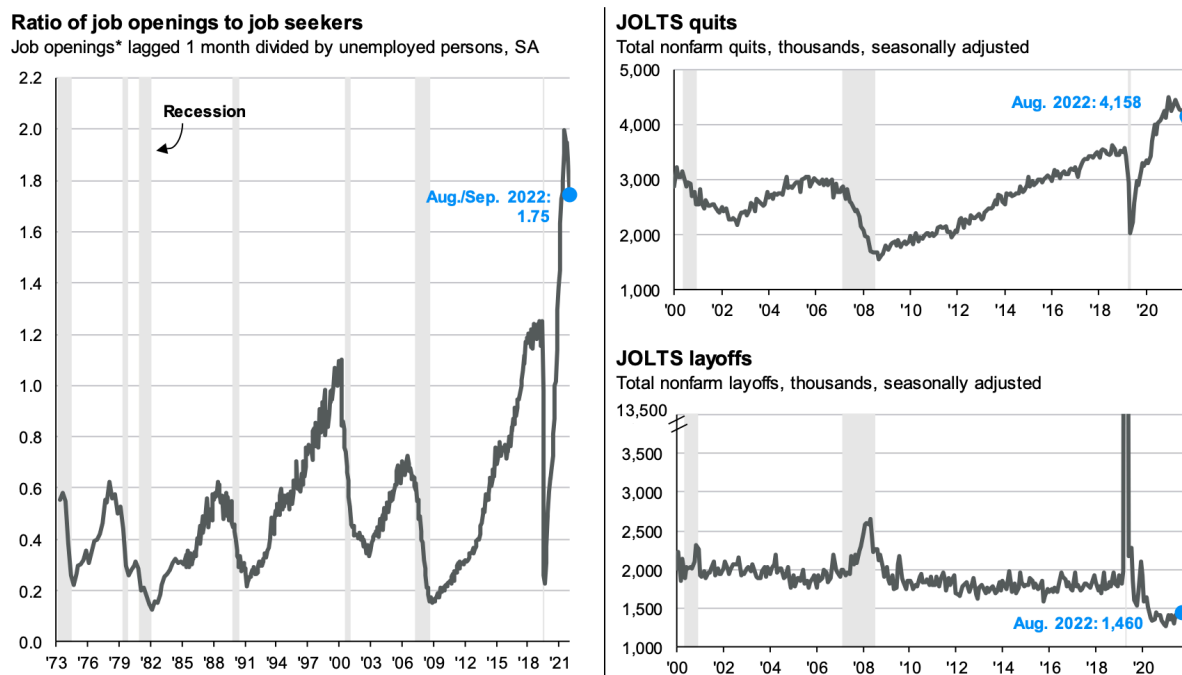 Ratio of job openings to job seekers
Job openings* lagged 1 month divided by unemployed persons, SA
2.2
2.0
1.8
1.6
1.4
1.2
1.0
0.8
0.6
0.4
0.2
0.0
Recession
Aug./Sep. 2022:
1.75
'73 '76 '79 '82 '85 '88 '91 '94 '97 '00 '03 '06 '09 '12 '15 '18 '21
JOLTS quits
Total nonfarm quits, thousands, seasonally adjusted
5,000
4,000
3,000
2,000
1,000
Aug. 2022: 4,158
'00 '02 '04 '06 '08 '10 '12 '14 '16 '18 '20
JOLTS layoffs
Total nonfarm layoffs, thousands, seasonally adjusted
13,500
3,500
3,000
2,500
2,000
1,500
1,000
Aug. 2022: 1,460
'00 '02 '04 '06 '08 '10 '12 '14 '16 '18 '20